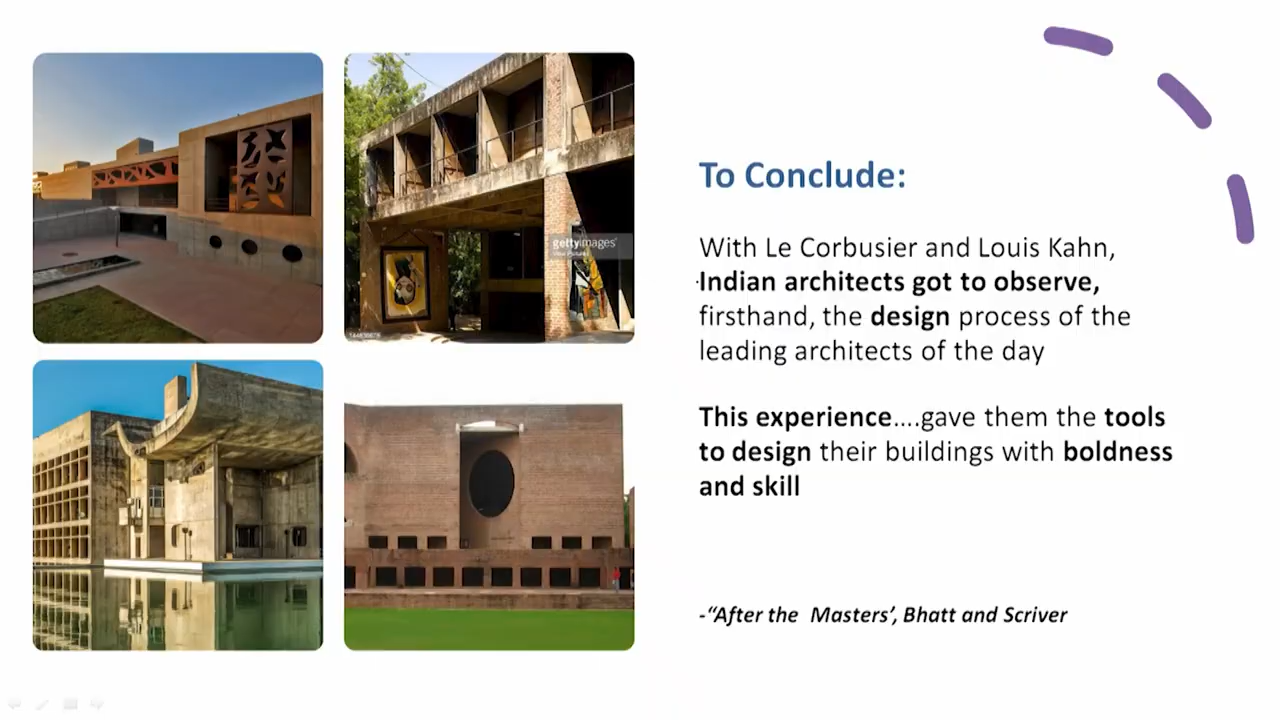 gettyimages
To Conclude:
With Le Corbusier and Louis Kahn,
Indian architects got to observe,
firsthand, the design process of the
leading architects of the day
This experience....gave them the tools
to design their buildings with boldness
and skill
-“After the Masters’, Bhatt and Scriver